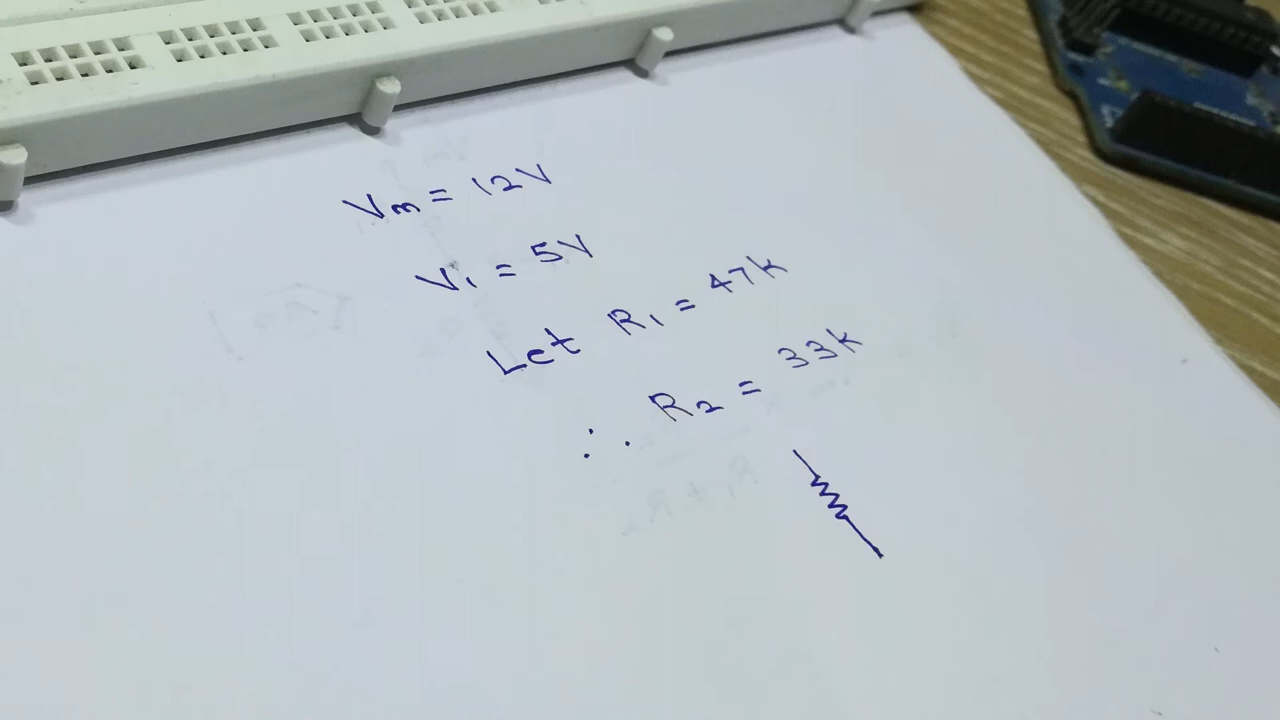 Vm = 12V
V1 = 5V
Let R1 = 47k
∴ R2 = 33k